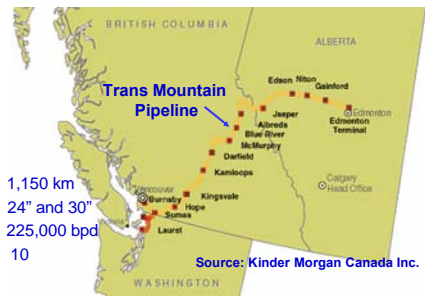 BRITISH COLUMBIA
ALBERTA
Trans Mountain
Pipeline
Edson Niton Gainford
Jasper
Edmonton
Albreda
Edmonton
Terminal
Blue River
McMurphy
Darfield
Kamloops
Calgary
Head Office
1,150 km
Vancouver
Burnaby
Kingsvale
24” and 30”
Hope
Sumas
Victoria
225,000 bpd
Laurel
10
Source: Kinder Morgan Canada Inc.
WASHINGTON